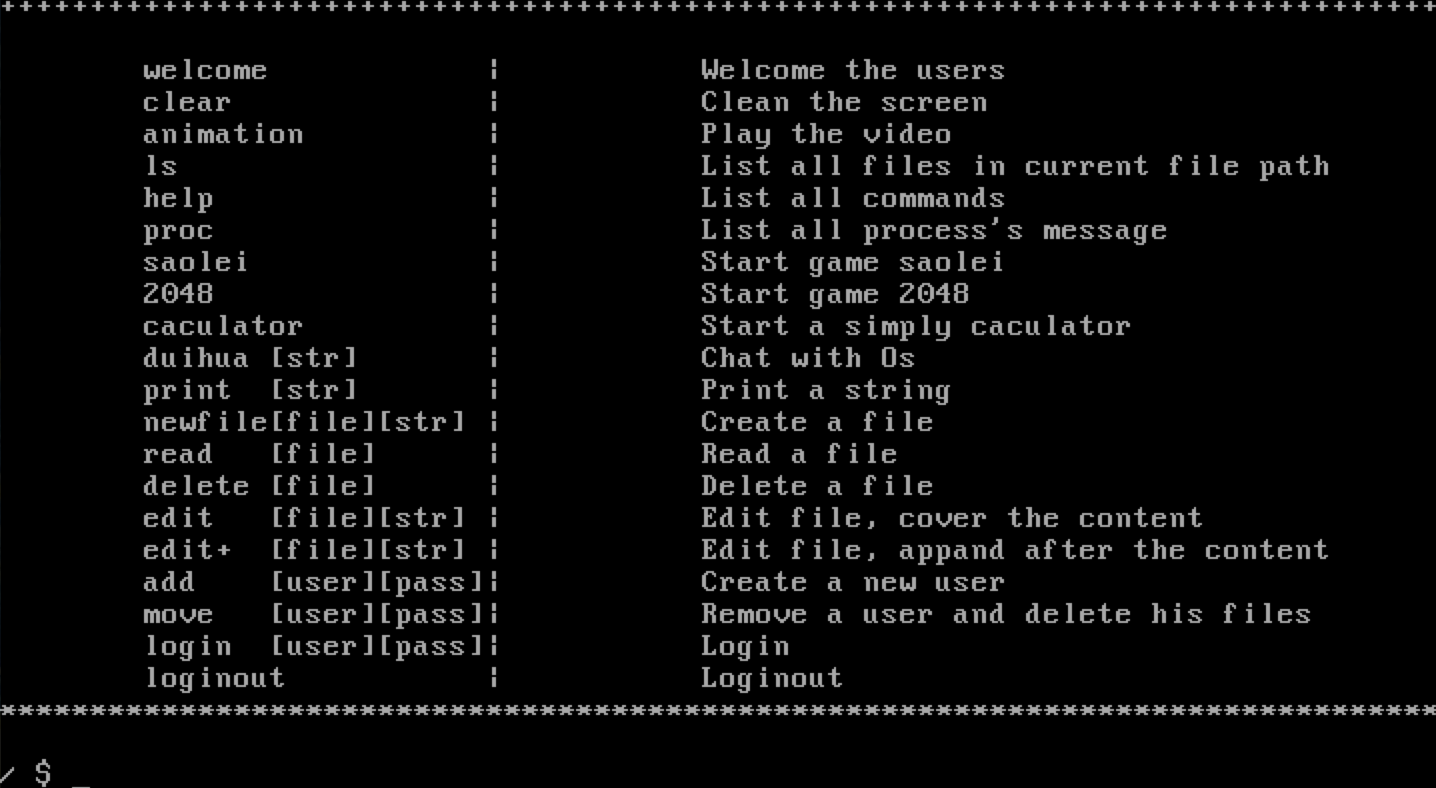 ++++++++++++++++++++++++++++++++++++++++++++++++++++++++++++++++++++++++++++++++
welcome | Welcome the users
clear | Clean the screen
animation | Play the video
ls | List all files in current file path
help | List all commands
proc | List all process's message
saolei | Start game saolei
2048 | Start game 2048
caculator | Start a simply caculator
duihua [str] | Chat with Os
print [str] | Print a string
newfile[file][str] | Create a file
read [file] | Read a file
delete [file] | Delete a file
edit [file][str] | Edit file, cover the content
edit+ [file][str] | Edit file, appand after the content
add [user][pass]| Create a new user
move [user][pass]| Remove a user and delete his files
login [user][pass]| Login
loginout | Loginout
********************************************************************************
/ $ _